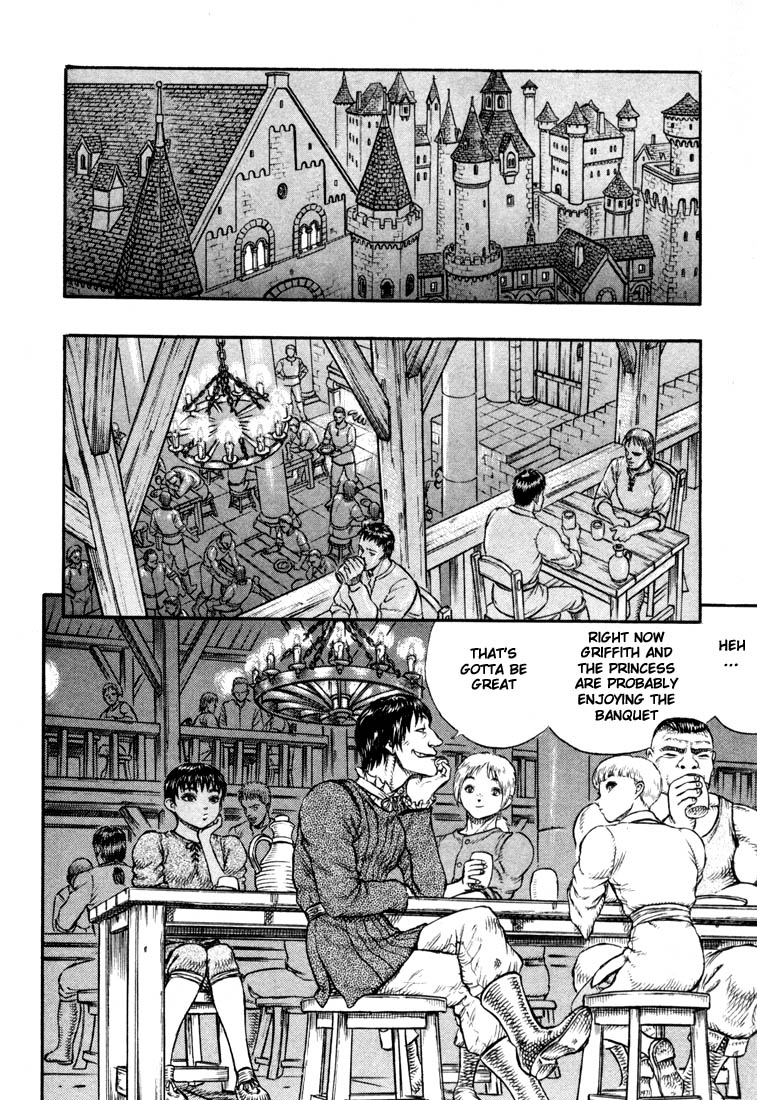 HEH
...
RIGHT NOW
GRIFFITH AND
THE PRINCESS
ARE PROBABLY
ENJOYING THE
BANQUET
THAT'S
GOTTA BE
GREAT